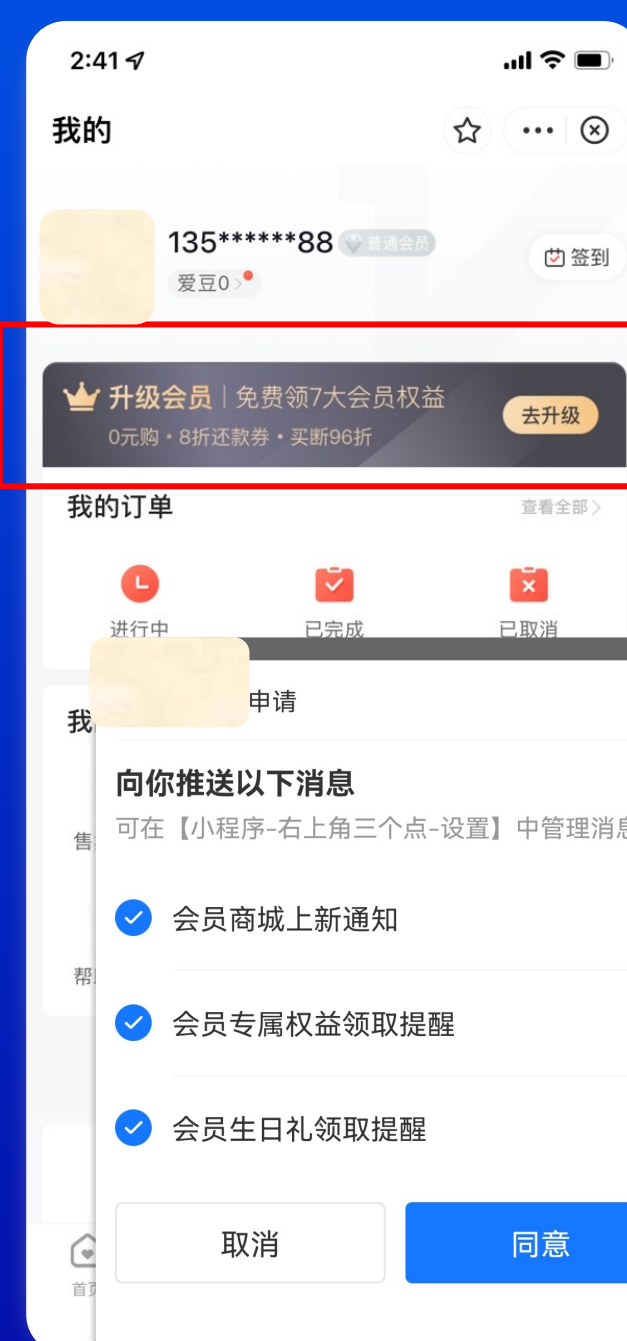 2:41
我的
135******88 普通会员
爱豆0
签到
升级会员｜免费领7大会员权益
0元购·8折还款券·买断96折
去升级
我的订单
查看全部
进行中
已完成
已取消
我
申请
向你推送以下消息
可在【小程序-右上角三个点-设置】中管理消息
售
会员商城上新通知
帮
会员专属权益领取提醒
会员生日礼领取提醒
取消
同意
首页